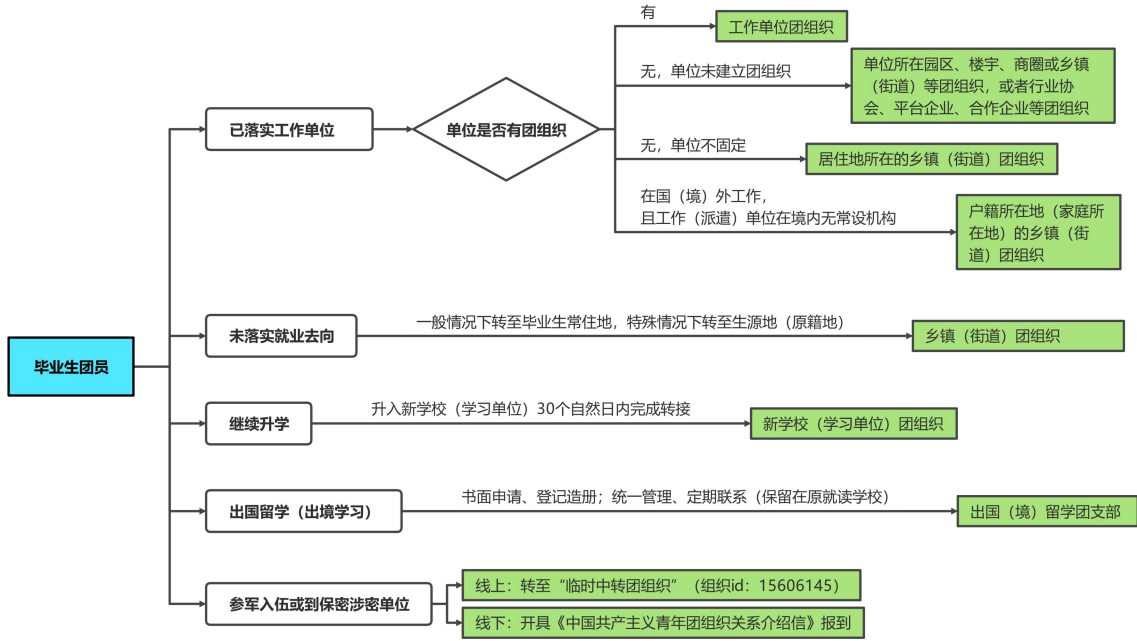 毕业生团员
已落实工作单位
单位是否有团组织
有
工作单位团组织
无，单位未建立团组织
单位所在园区、楼宇、商圈或乡镇
（街道）等团组织，或者行业协
会、平台企业、合作企业等团组织
无，单位不固定
居住地所在的乡镇（街道）团组织
在国（境）外工作，
且工作（派遣）单位在境内无常设机构
户籍所在地（家庭所
在地）的乡镇（街
道）团组织
未落实就业去向
一般情况下转至毕业生常住地，特殊情况下转至生源地（原籍地）
乡镇（街道）团组织
继续升学
升入新学校（学习单位）30个自然日内完成转接
新学校（学习单位）团组织
出国留学（出境学习）
书面申请、登记造册；统一管理、定期联系（保留在原就读学校）
出国（境）留学团支部
参军入伍或到保密涉密单位
线上：转至“临时中转团组织”（组织id：15606145）
线下：开具《中国共产主义青年团组织关系介绍信》报到